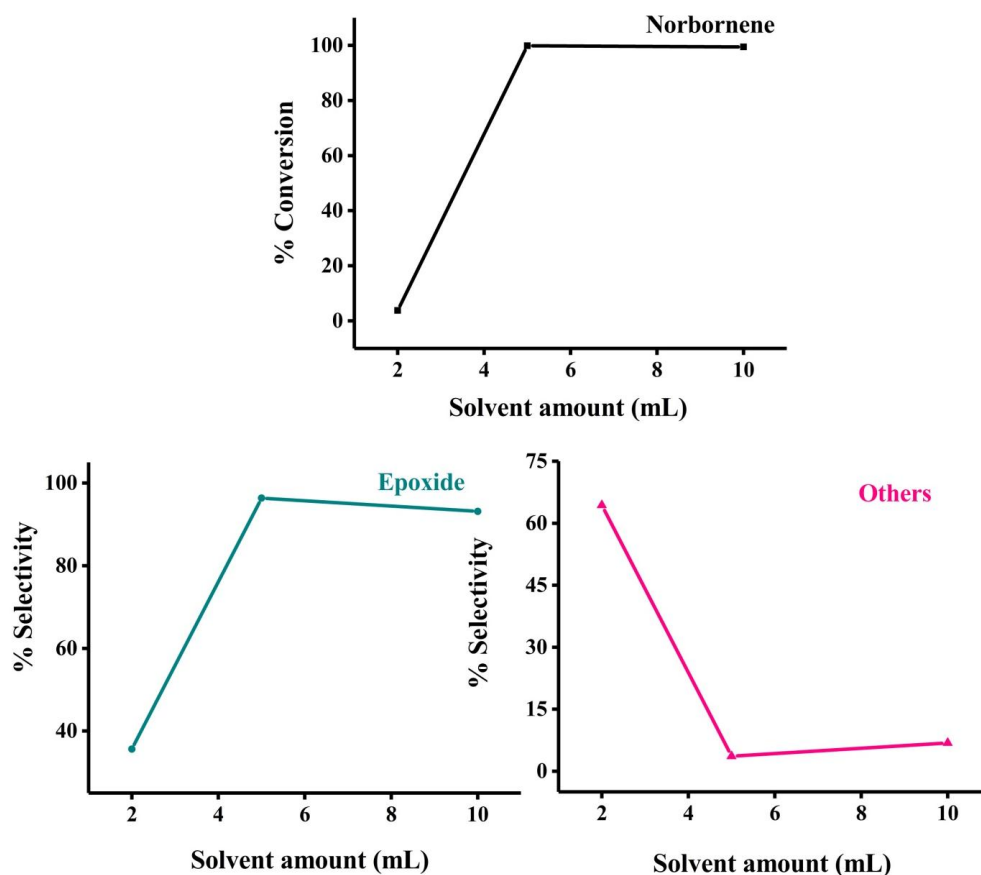 Norbornene
% Conversion
100
80
60
40
20
0
2 4 6 8 10
Solvent amount (mL)
Epoxide
% Selectivity
100
80
60
40
2 4 6 8 10
Solvent amount (mL)
Others
% Selectivity
75
60
45
30
15
0
2 4 6 8 10
Solvent amount (mL)